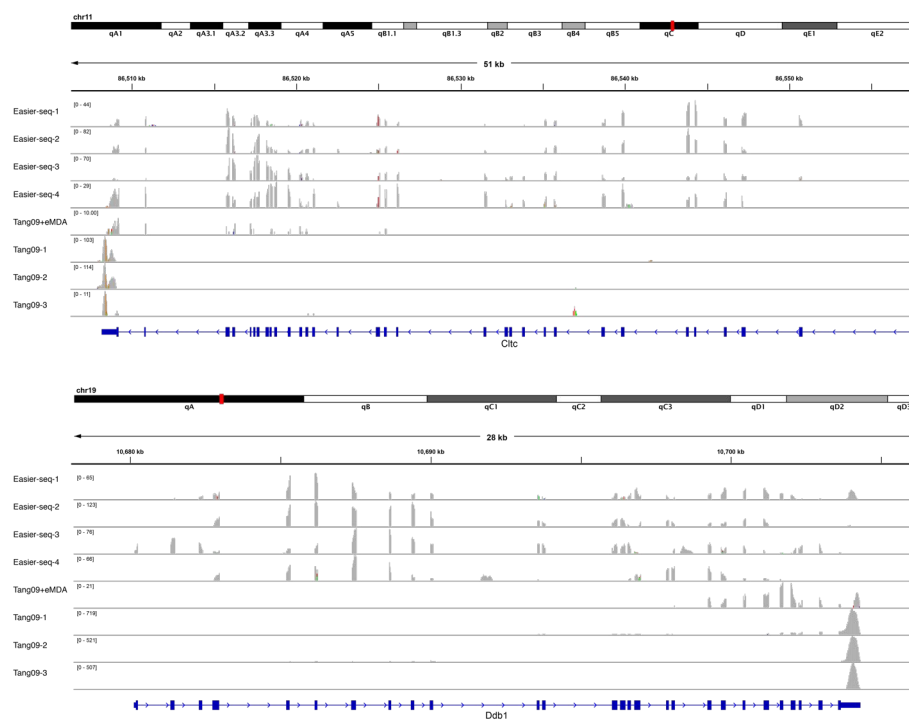 chr11
qA1 qA2 qA3.1 qA3.2 qA3.3 qA4 qA5 qB1.1 qB1.3 qB2 qB3 qB4 qB5 qC qD qE1 qE2
51 kb
86,510 kb 86,520 kb 86,530 kb 86,540 kb 86,550 kb
Easier-seq-1 [0 - 44]
Easier-seq-2 [0 - 82]
Easier-seq-3 [0 - 70]
Easier-seq-4 [0 - 29]
Tang09+eMDA [0 - 10.00]
Tang09-1 [0 - 103]
Tang09-2 [0 - 114]
Tang09-3 [0 - 11]
Cltc
chr19
qA qB qC1 qC2 qC3 qD1 qD2 qD3
28 kb
10,680 kb 10,690 kb 10,700 kb
Easier-seq-1 [0 - 65]
Easier-seq-2 [0 - 123]
Easier-seq-3 [0 - 76]
Easier-seq-4 [0 - 66]
Tang09+eMDA [0 - 21]
Tang09-1 [0 - 719]
Tang09-2 [0 - 521]
Tang09-3 [0 - 507]
Ddb1